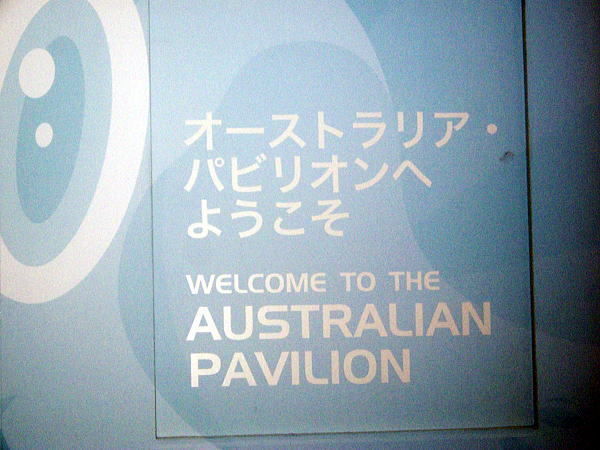 オーストラリア・
パビリオンへ
ようこそ
WELCOME TO THE
AUSTRALIAN
PAVILION